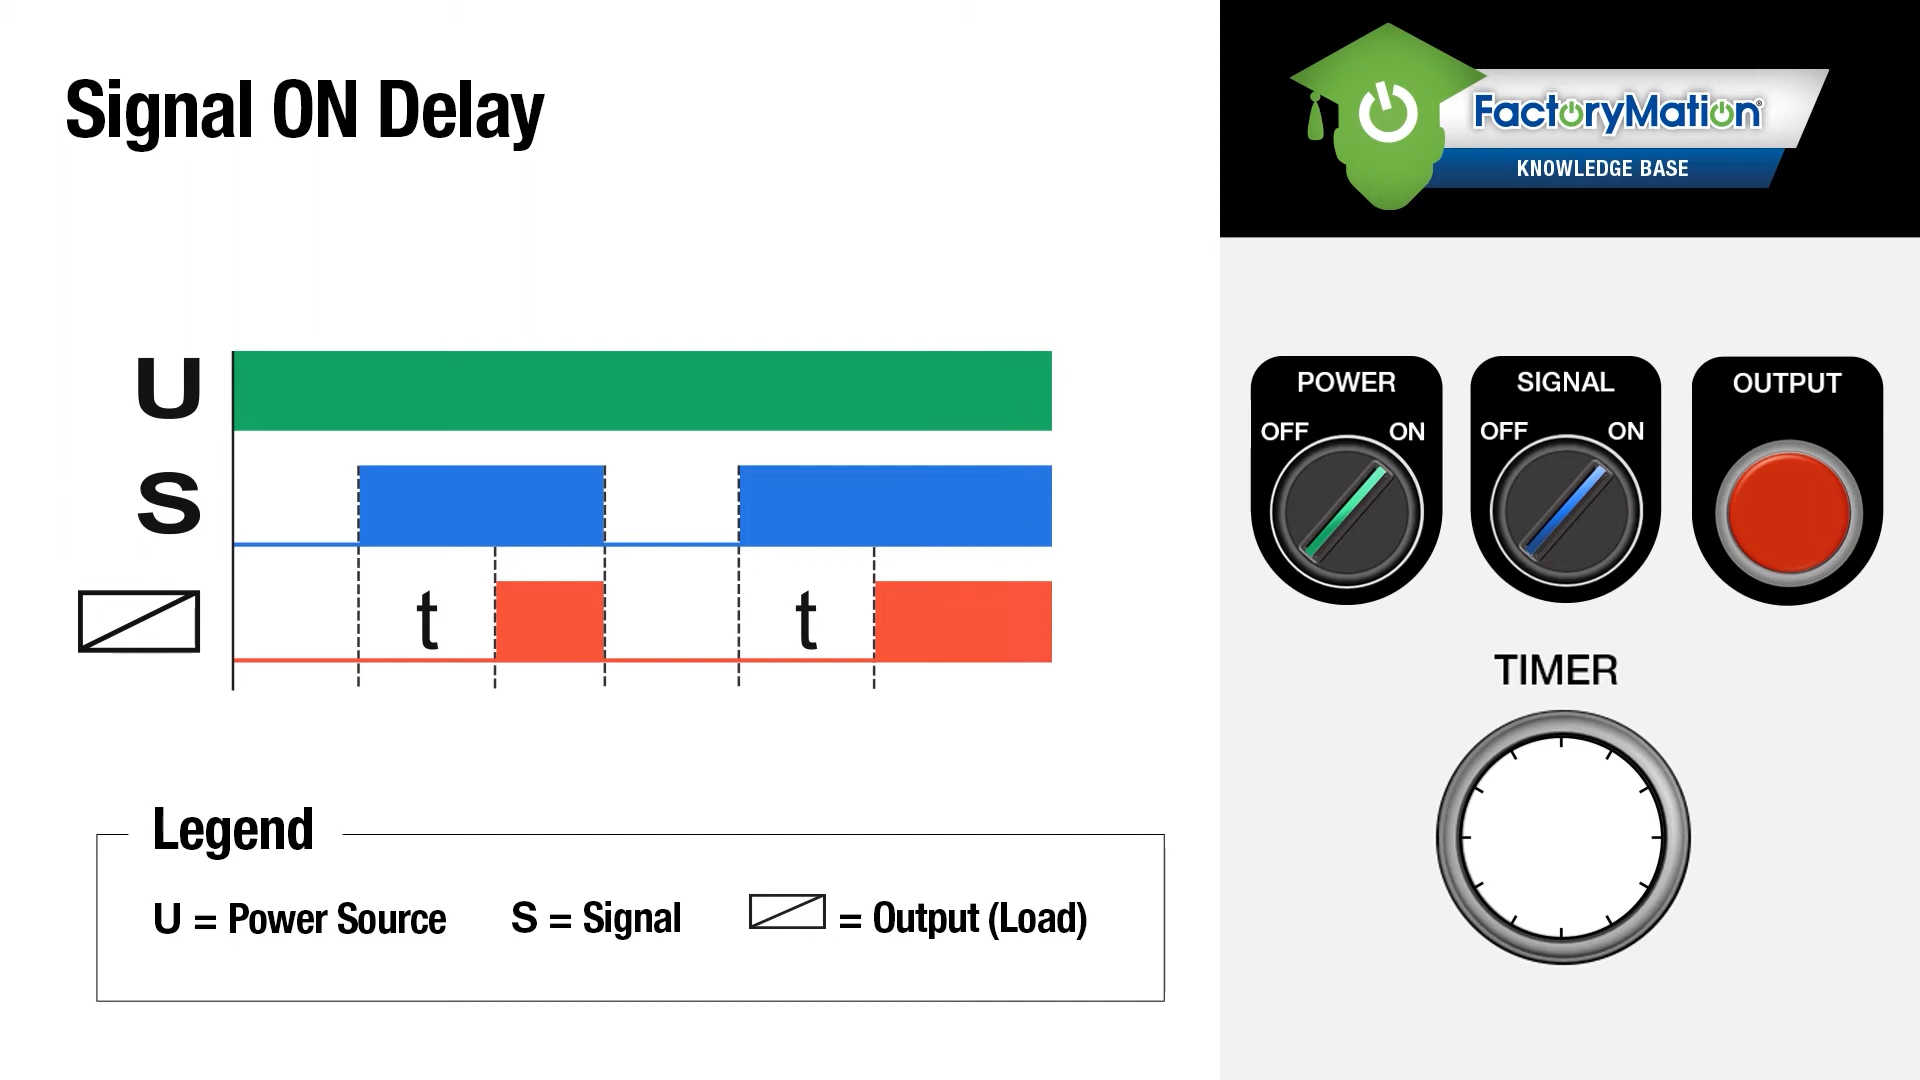 Signal ON Delay
FactoryMation®
KNOWLEDGE BASE
U
S
t
t
POWER
OFF ON
SIGNAL
OFF ON
OUTPUT
TIMER
Legend
U = Power Source
S = Signal
= Output (Load)